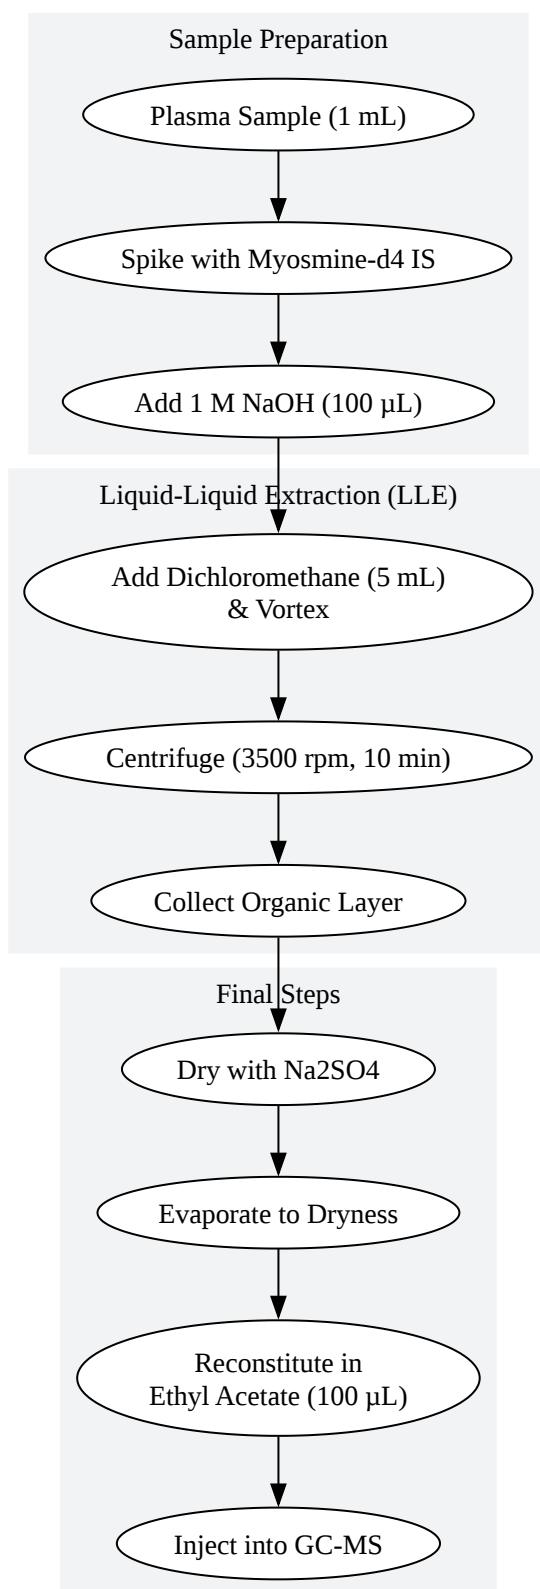 Sample Preparation
Plasma Sample (1 mL)
Spike with Myosmine-d4 IS
Add 1 M NaOH (100 µL)
Liquid-Liquid Extraction (LLE)
Add Dichloromethane (5 mL)
& Vortex
Centrifuge (3500 rpm, 10 min)
Collect Organic Layer
Final Steps
Dry with Na2SO4
Evaporate to Dryness
Reconstitute in
Ethyl Acetate (100 µL)
Inject into GC-MS